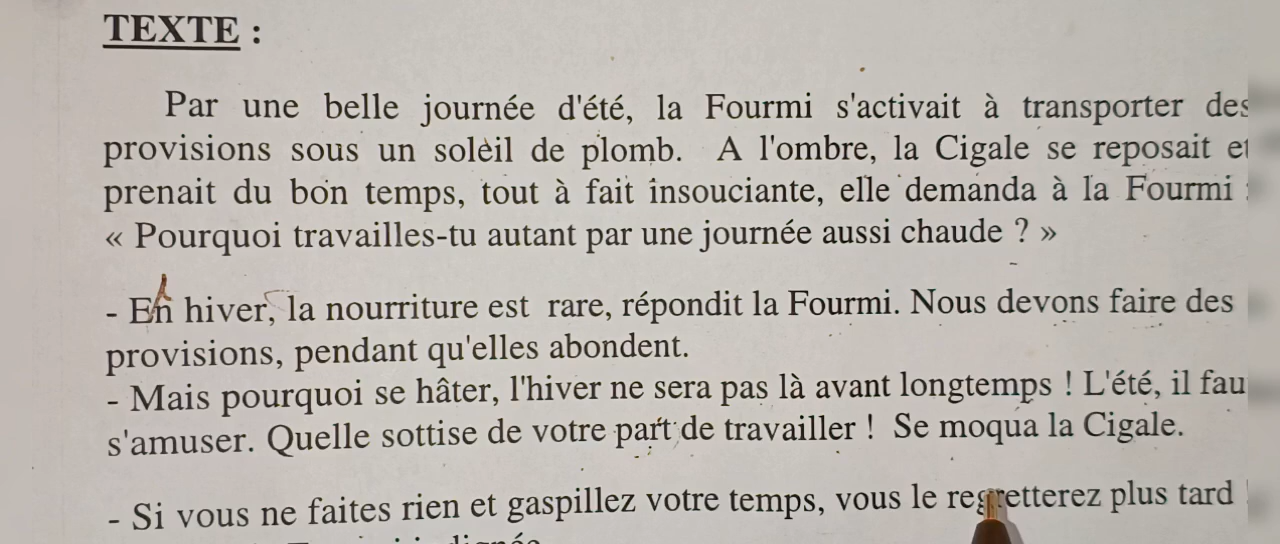 TEXTE :
Par une belle journée d'été, la Fourmi s'activait à transporter des
provisions sous un soleil de plomb. A l'ombre, la Cigale se reposait et
prenait du bon temps, tout à fait insouciante, elle demanda à la Fourmi :
« Pourquoi travailles-tu autant par une journée aussi chaude ? »
- En hiver, la nourriture est rare, répondit la Fourmi. Nous devons faire des
provisions, pendant qu'elles abondent.
- Mais pourquoi se hâter, l'hiver ne sera pas là avant longtemps ! L'été, il fau
s'amuser. Quelle sottise de votre part de travailler ! Se moqua la Cigale.
- Si vous ne faites rien et gaspillez votre temps, vous le regretterez plus tard